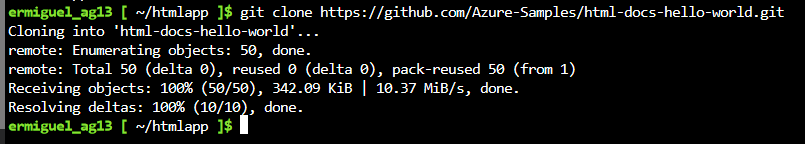 ermiguel_ag13 [ ~/htmlapp ]$ git clone https://github.com/Azure-Samples/html-docs-hello-world.git
Cloning into 'html-docs-hello-world'...
remote: Enumerating objects: 50, done.
remote: Total 50 (delta 0), reused 0 (delta 0), pack-reused 50 (from 1)
Receiving objects: 100% (50/50), 342.09 KiB | 10.37 MiB/s, done.
Resolving deltas: 100% (10/10), done.
ermiguel_ag13 [ ~/htmlapp ]$